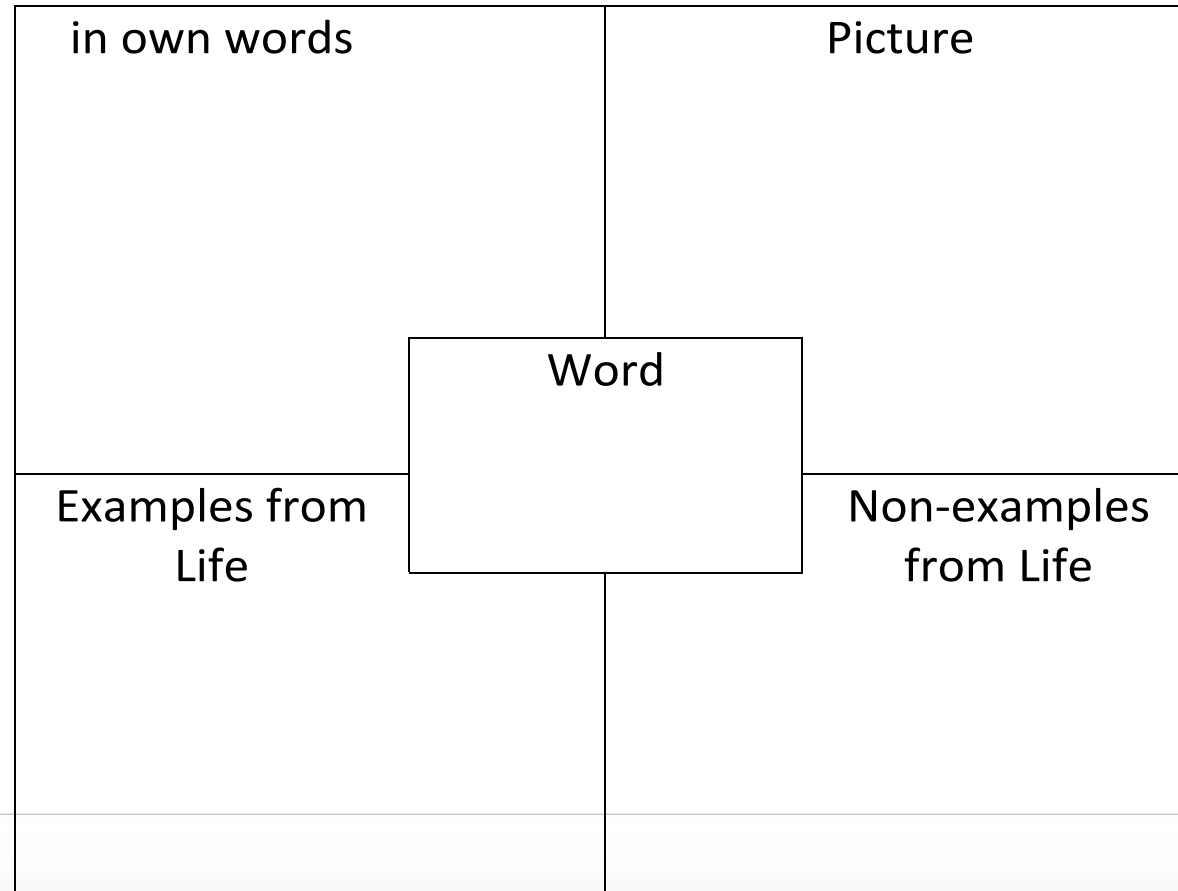 in own words
Picture
Word
Examples from
Life
Non-examples
from Life